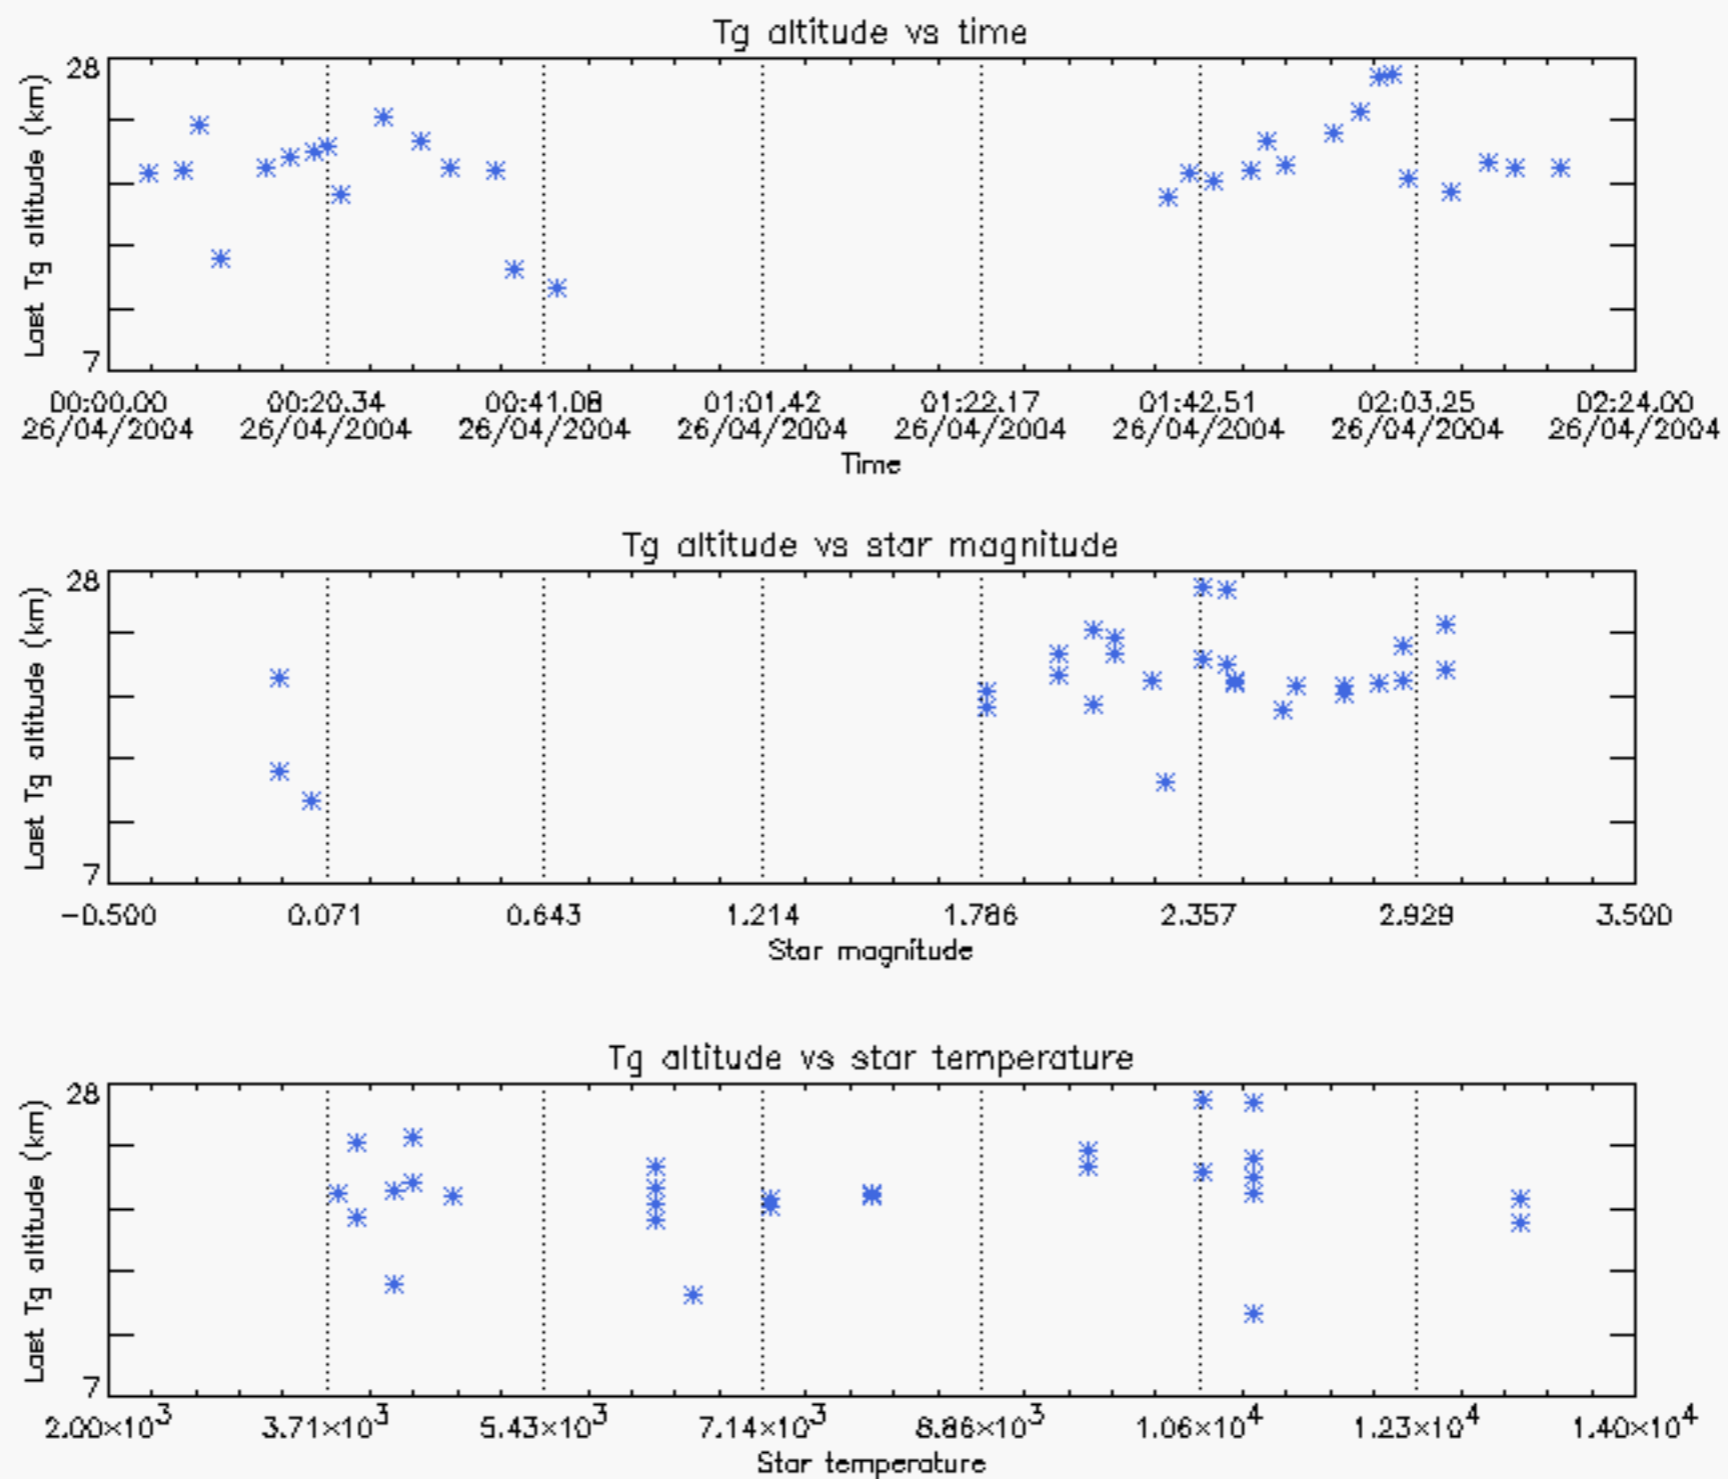 Tg altitude vs time
28
Last Tg altitude (km)
7
00:00.00 00:20.34 00:41.08 01:01.42 01:22.17 01:42.51 02:03.25 02:24.00
26/04/2004 26/04/2004 26/04/2004 26/04/2004 26/04/2004 26/04/2004 26/04/2004 26/04/2004
Time
Tg altitude vs star magnitude
28
Last Tg altitude (km)
7
-0.500 0.071 0.643 1.214 1.786 2.357 2.929 3.500
Star magnitude
Tg altitude vs star temperature
28
Last Tg altitude (km)
7
2.00×10³ 3.71×10³ 5.43×10³ 7.14×10³ 8.86×10³ 1.06×10⁴ 1.23×10⁴ 1.40×10⁴
Star temperature